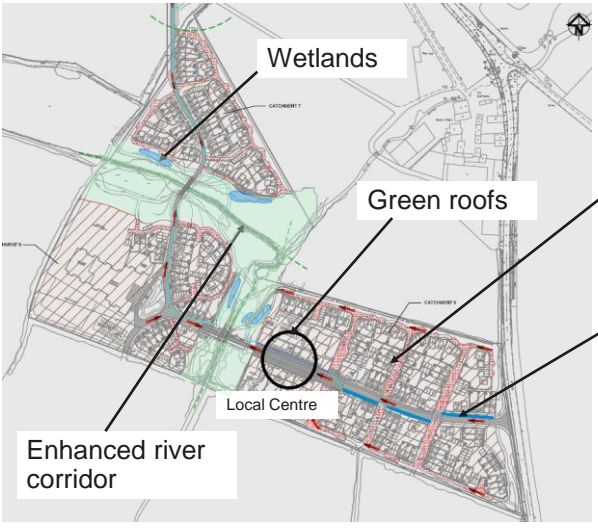 N
Wetlands
CATCHMENT 7
Green roofs
CATCHMENT 8
Local Centre
Enhanced river
corridor